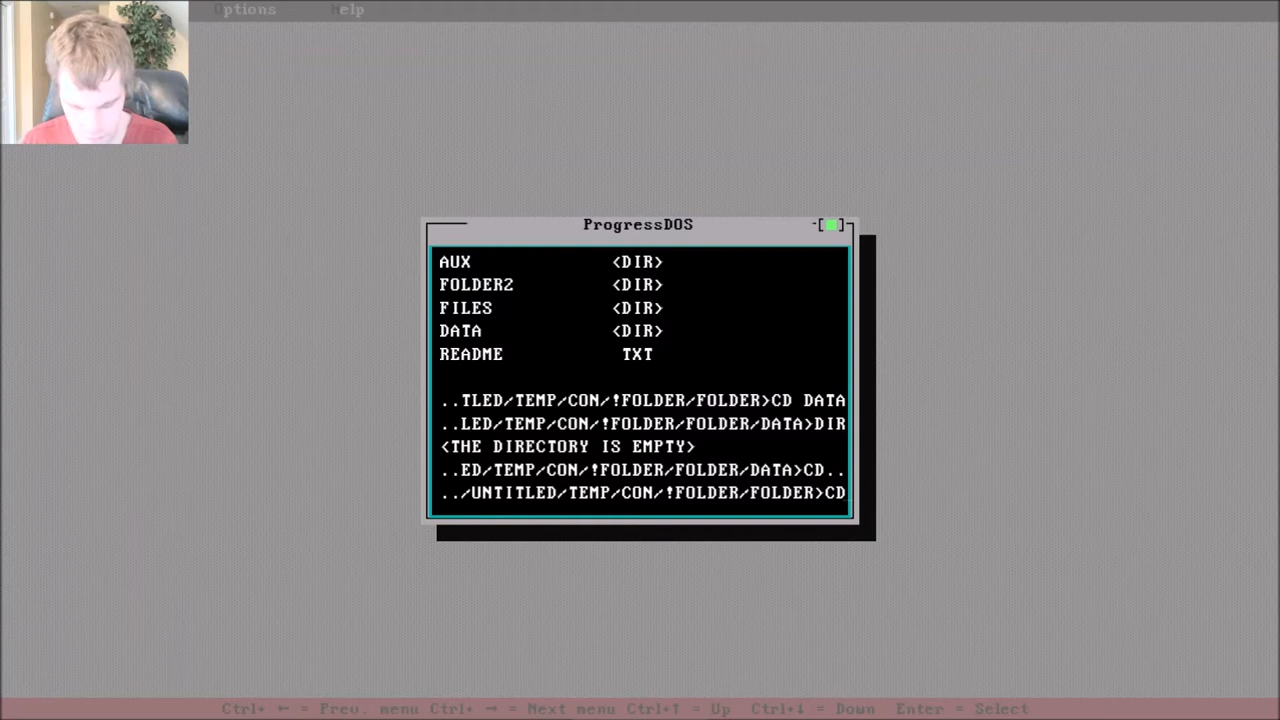 Options Help
ProgressDOS
AUX <DIR>
FOLDER2 <DIR>
FILES <DIR>
DATA <DIR>
README TXT
..TLED/TEMP/CON/!FOLDER/FOLDER>CD DATA
..LED/TEMP/CON/!FOLDER/FOLDER/DATA>DIR
<THE DIRECTORY IS EMPTY>
..ED/TEMP/CON/!FOLDER/FOLDER/DATA>CD..
../UNTITLED/TEMP/CON/!FOLDER/FOLDER>CD_
Ctrl+ ← = Prev. menu Ctrl+ → = Next menu Ctrl+↑ = Up Ctrl+↓ = Down Enter = Select